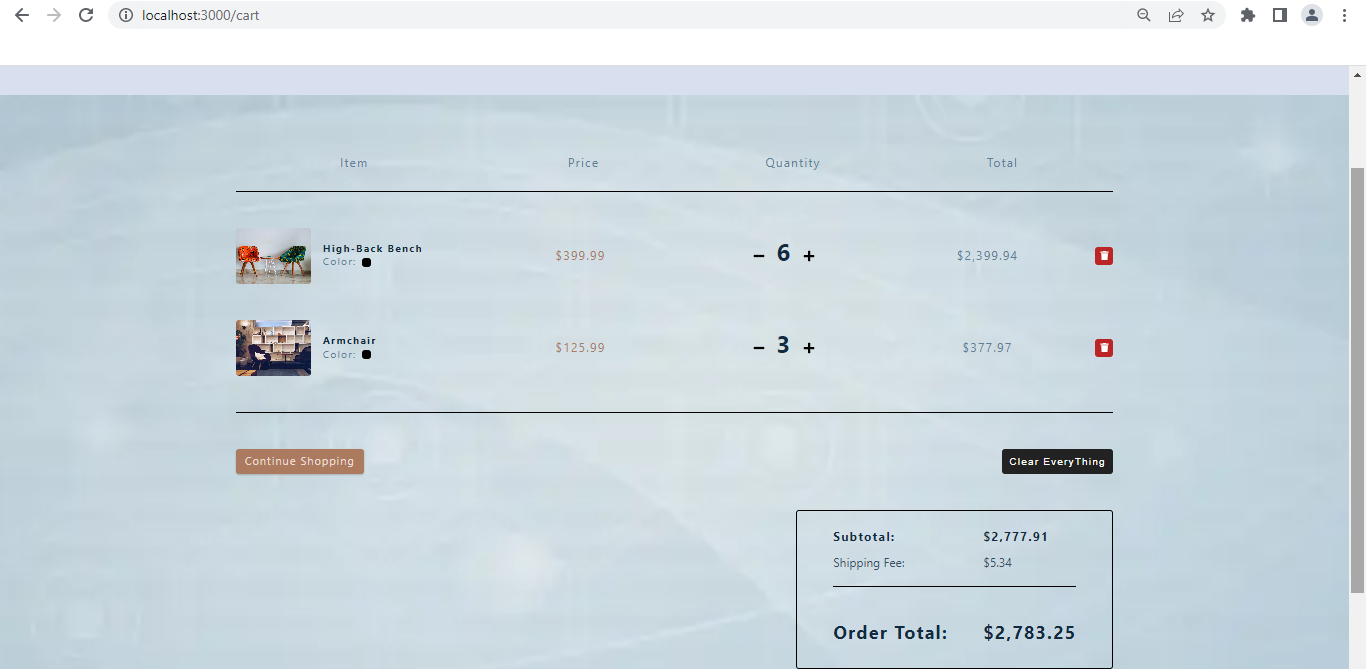 localhost:3000/cart
Item Price Quantity Total
High-Back Bench
Color:
$399.99 − 6 + $2,399.94
Armchair
Color:
$125.99 − 3 + $377.97
Continue Shopping Clear EveryThing
Subtotal: $2,777.91
Shipping Fee: $5.34
Order Total: $2,783.25